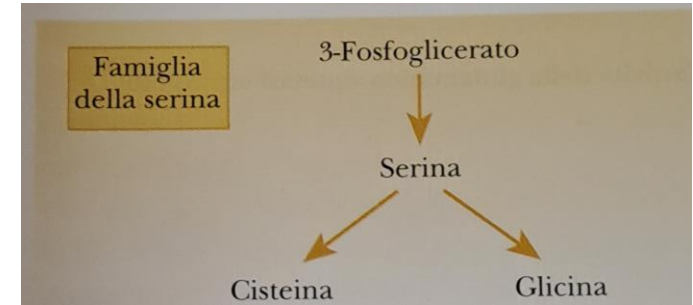 Famiglia
della serina
3-Fosfoglicerato
Serina
Cisteina
Glicina